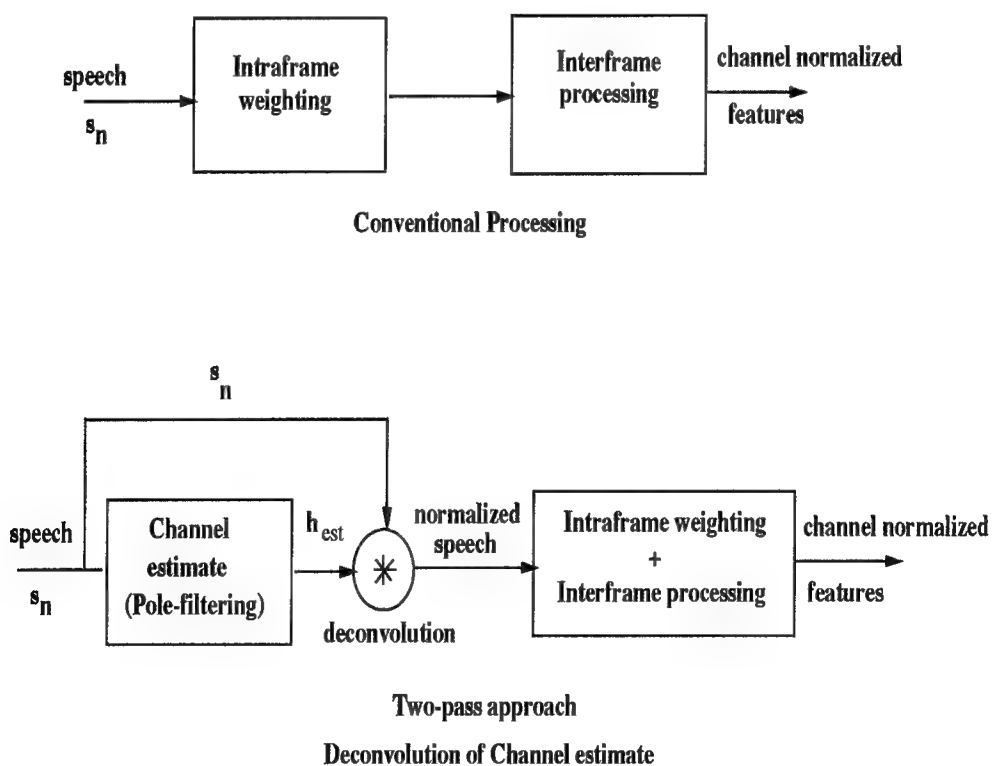 speech
s_n
Intraframe
weighting
Interframe
processing
channel normalized
features
Conventional Processing
s_n
speech
s_n
Channel
estimate
(Pole-filtering)
h_est
*
deconvolution
normalized
speech
Intraframe weighting
+
Interframe processing
channel normalized
features
Two-pass approach
Deconvolution of Channel estimate